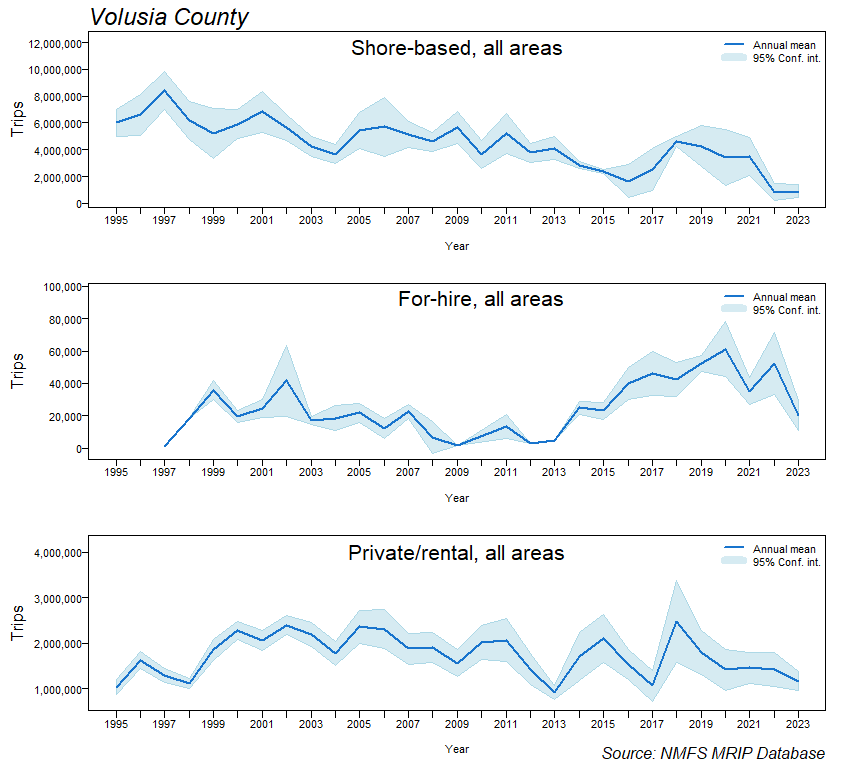 Volusia County
Shore-based, all areas
Annual mean
95% Conf. int.
Trips
12,000,000
10,000,000
8,000,000
6,000,000
4,000,000
2,000,000
0
1995 1997 1999 2001 2003 2005 2007 2009 2011 2013 2015 2017 2019 2021 2023
Year
For-hire, all areas
Annual mean
95% Conf. int.
Trips
100,000
80,000
60,000
40,000
20,000
0
1995 1997 1999 2001 2003 2005 2007 2009 2011 2013 2015 2017 2019 2021 2023
Year
Private/rental, all areas
Annual mean
95% Conf. int.
Trips
4,000,000
3,000,000
2,000,000
1,000,000
1995 1997 1999 2001 2003 2005 2007 2009 2011 2013 2015 2017 2019 2021 2023
Year
Source: NMFS MRIP Database